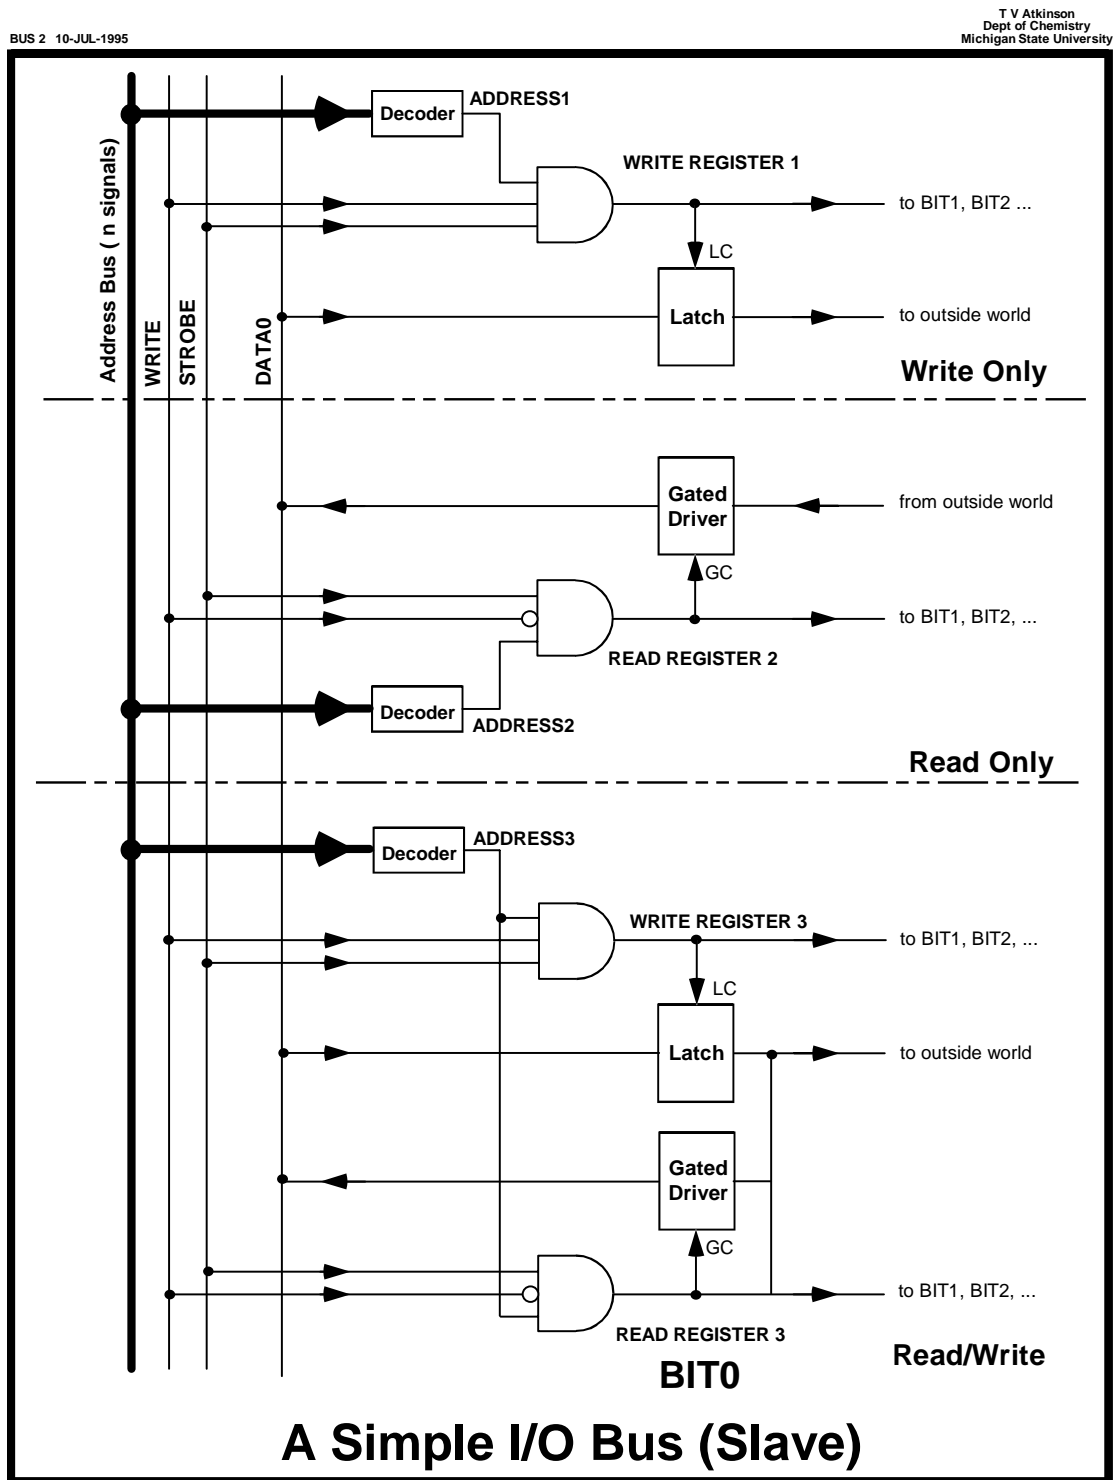 T V Atkinson
Dept of Chemistry
Michigan State University
BUS 2 10-JUL-1995
Address Bus ( n signals)
WRITE
STROBE
DATA0
Decoder
ADDRESS1
WRITE REGISTER 1
to BIT1, BIT2 ...
LC
Latch
to outside world
Write Only
Gated
Driver
from outside world
GC
to BIT1, BIT2, ...
READ REGISTER 2
Decoder
ADDRESS2
Read Only
Decoder
ADDRESS3
WRITE REGISTER 3
to BIT1, BIT2, ...
LC
Latch
to outside world
Gated
Driver
GC
to BIT1, BIT2, ...
READ REGISTER 3
Read/Write
BIT0
A Simple I/O Bus (Slave)